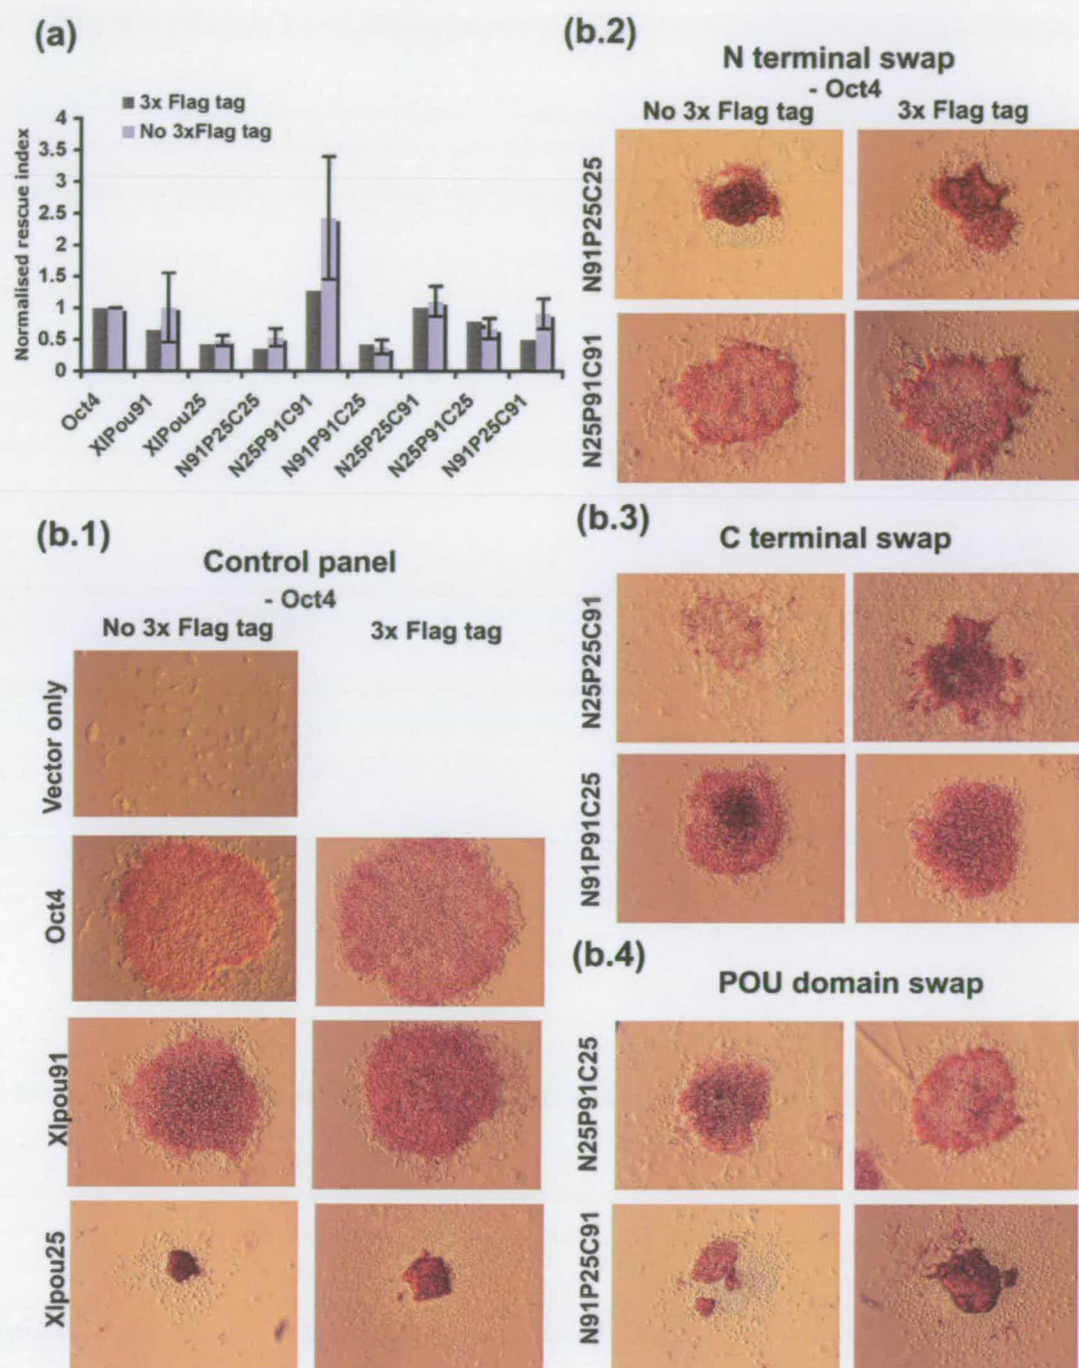 (a)
3x Flag tag
No 3xFlag tag
Normalised rescue index
4
3.5
3
2.5
2
1.5
1
0.5
0
Oct4
XlPou91
XlPou25
N91P25C25
N25P91C91
N91P91C25
N25P25C91
N25P91C25
N91P25C91
(b.1)
Control panel
- Oct4
No 3x Flag tag
3x Flag tag
Vector only
Oct4
Xlpou91
Xlpou25
(b.2)
N terminal swap
- Oct4
No 3x Flag tag
3x Flag tag
N91P25C25
N25P91C91
(b.3)
C terminal swap
N25P25C91
N91P91C25
(b.4)
POU domain swap
N25P91C25
N91P25C91